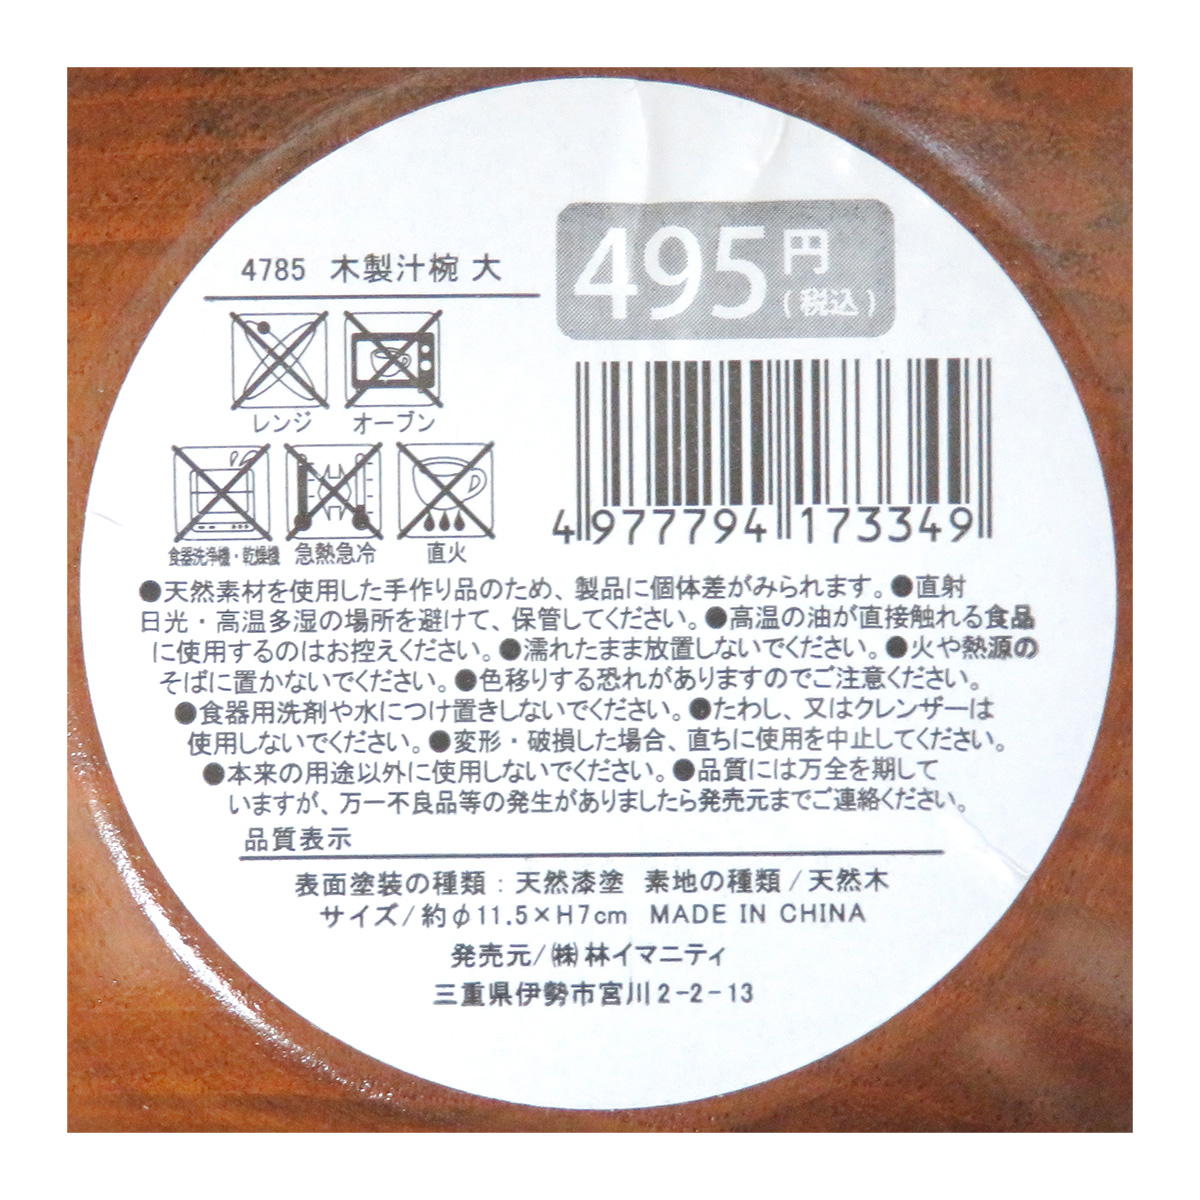 4785 木製汁椀 大
495円
(税込)
レンジ オーブン
食器洗浄機・乾燥機 急熱急冷 直火
4 977794 173349
●天然素材を使用した手作り品のため、製品に個体差がみられます。●直射
日光・高温多湿の場所を避けて、保管してください。●高温の油が直接触れる食品
に使用するのはお控えください。●濡れたまま放置しないでください。●火や熱源の
そばに置かないでください。●色移りする恐れがありますのでご注意ください。
●食器用洗剤や水につけ置きしないでください。●たわし、又はクレンザーは
使用しないでください。●変形・破損した場合、直ちに使用を中止してください。
●本来の用途以外に使用しないでください。●品質には万全を期して
いますが、万一不良品等の発生がありましたら発売元までご連絡ください。
品質表示
表面塗装の種類：天然漆塗 素地の種類/天然木
サイズ/約φ11.5×H7cm MADE IN CHINA
発売元/㈱林イマニティ
三重県伊勢市宮川2-2-13